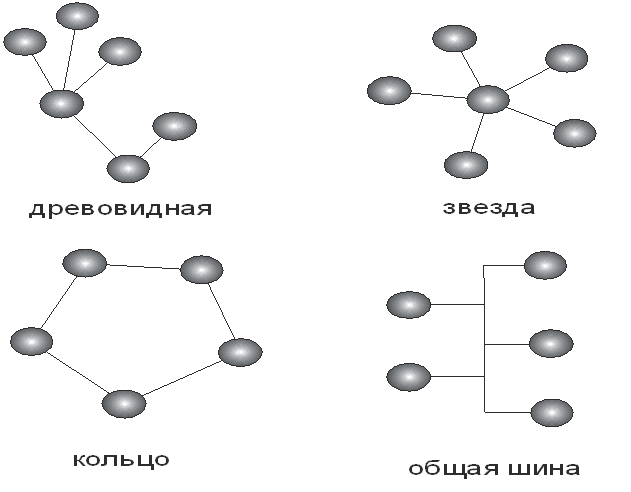 древовидная
звезда
кольцо
общая шина